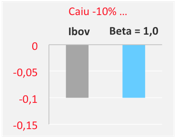 Caiu -10% ...
Ibov Beta = 1,0
0
-0,05
-0,1
-0,15